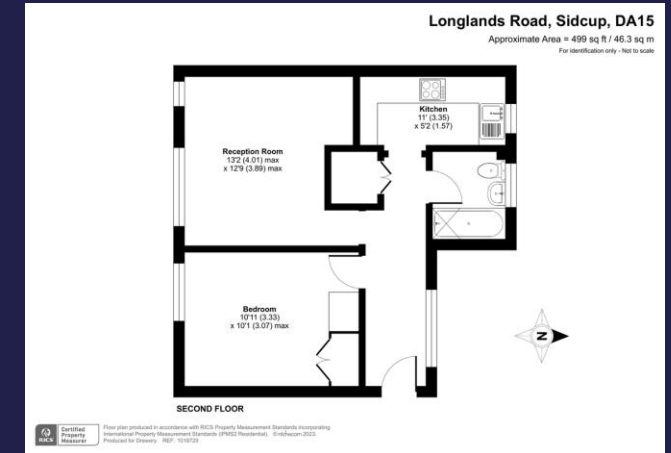 Longlands Road, Sidcup, DA15
Approximate Area = 499 sq ft / 46.3 sq m
For identification only - Not to scale
Kitchen
11' (3.35)
x 5'2 (1.57)
Reception Room
13'2 (4.01) max
x 12'9 (3.89) max
Bedroom
10'11 (3.33)
x 10'1 (3.07) max
N
SECOND FLOOR
RICS
Certified
Property
Measurer
Floor plan produced in accordance with RICS Property Measurement Standards incorporating
International Property Measurement Standards (IPMS2 Residential). ©nichecom 2023.
Produced for Drewery. REF: 1018729